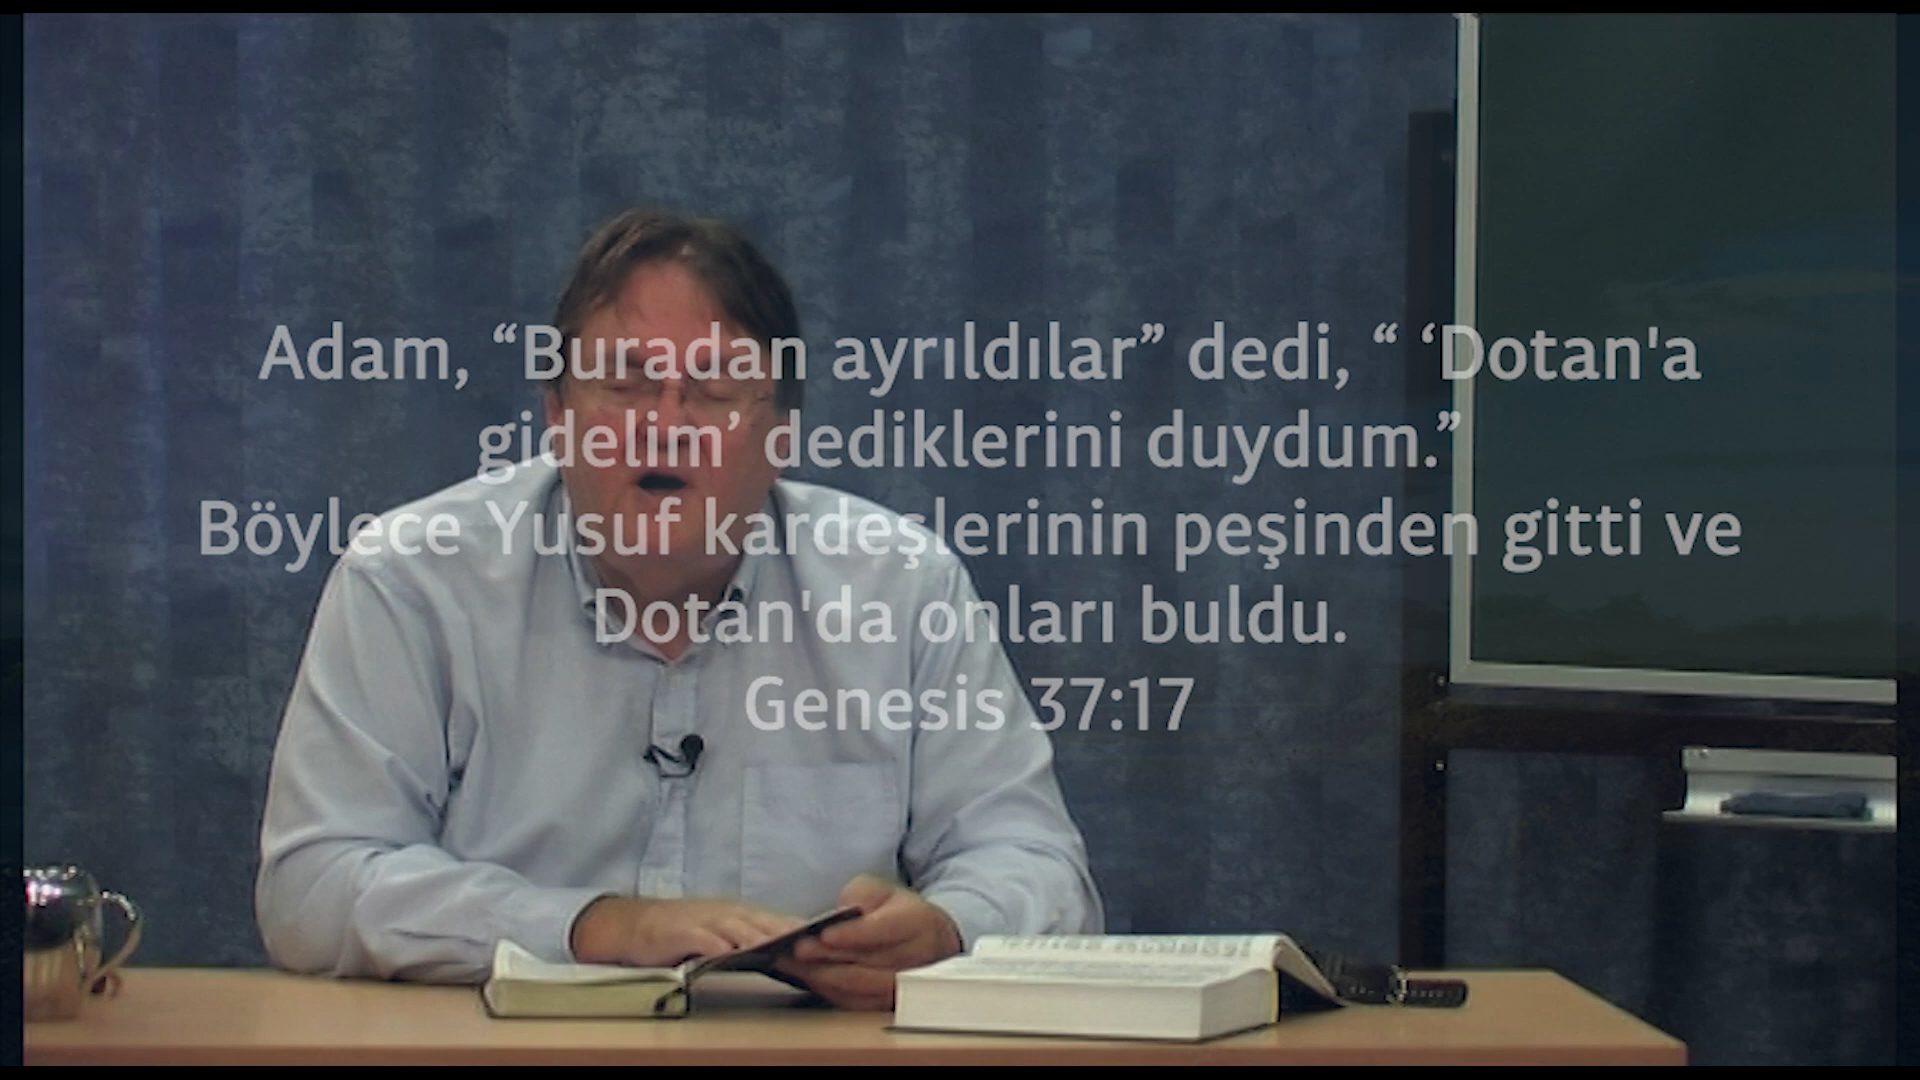 Adam, “Buradan ayrıldılar” dedi, “ ‘Dotan'a
gidelim’ dediklerini duydum.”
Böylece Yusuf kardeşlerinin peşinden gitti ve
Dotan'da onları buldu.
Genesis 37:17